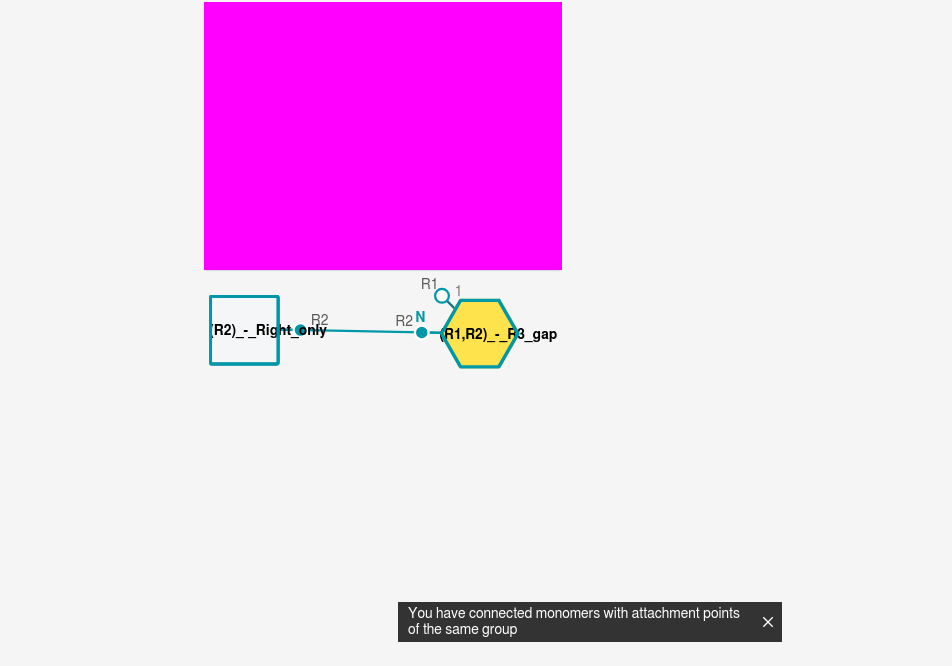 R1
1
R2
R2
N
(R2)_-_Right_only
(R1,R2)_-_R3_gap
You have connected monomers with attachment points
of the same group